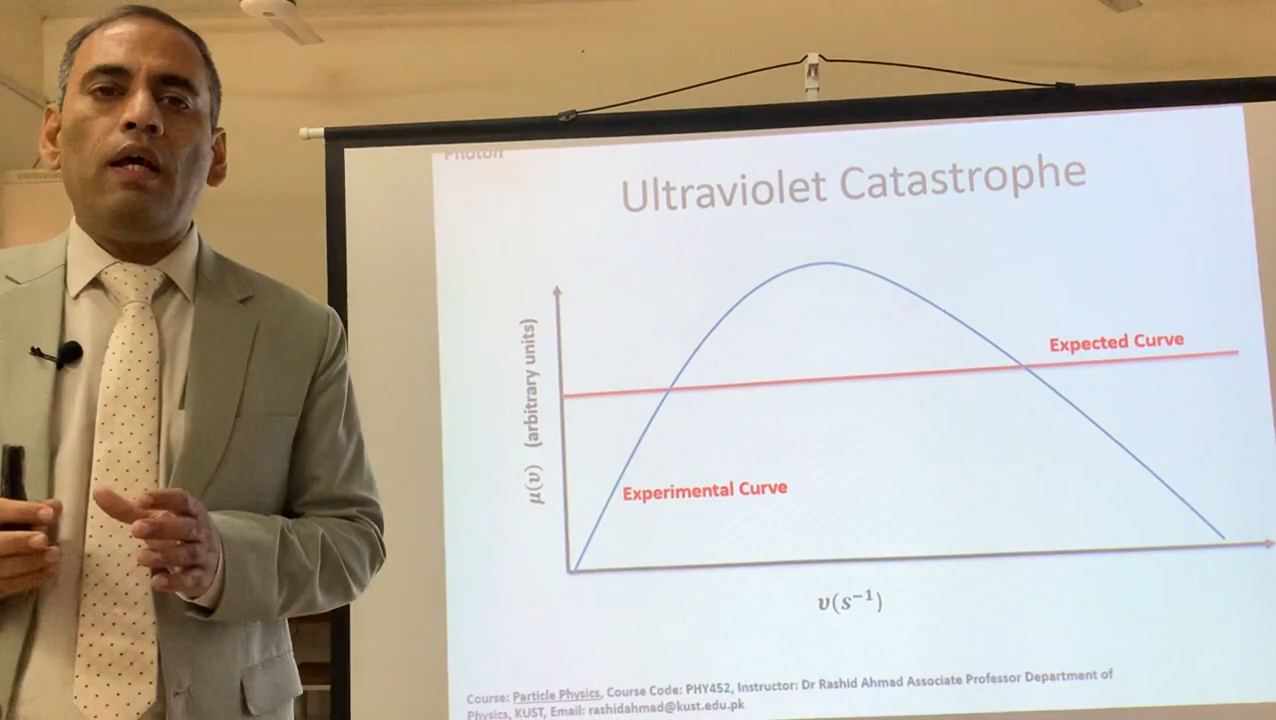 Photon
Ultraviolet Catastrophe
μ(υ) (arbitrary units)
Expected Curve
Experimental Curve
υ(s⁻¹)
Course: Particle Physics, Course Code: PHY452, Instructor: Dr Rashid Ahmad Associate Professor Department of
Physics, KUST, Email: rashidahmad@kust.edu.pk